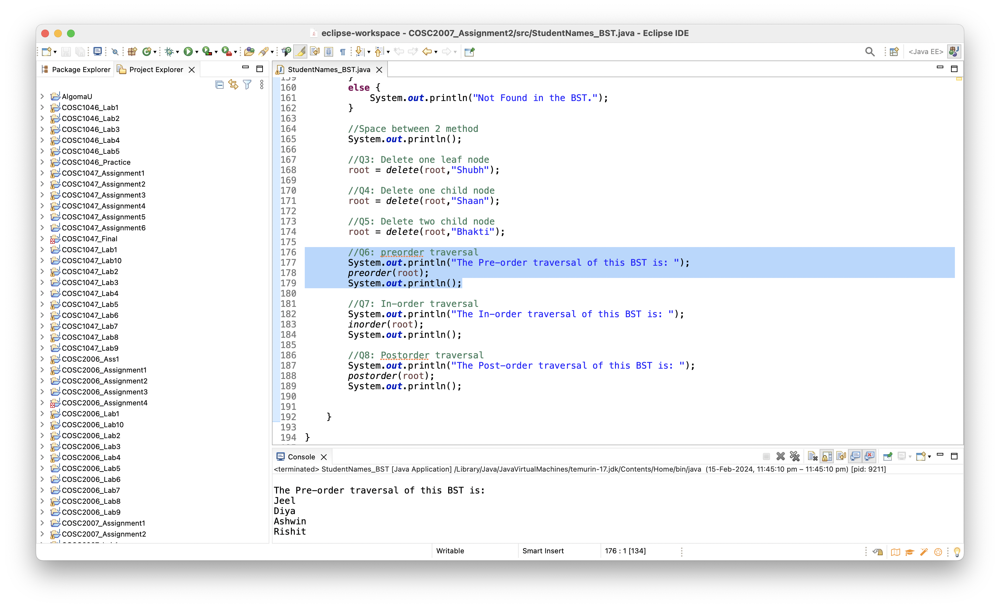 eclipse-workspace - COSC2007_Assignment2/src/StudentNames_BST.java - Eclipse IDE
<Java EE>
Package Explorer
Project Explorer
AlgomaU
COSC1046_Lab1
COSC1046_Lab2
COSC1046_Lab3
COSC1046_Lab4
COSC1046_Lab5
COSC1046_Practice
COSC1047_Assignment1
COSC1047_Assignment2
COSC1047_Assignment3
COSC1047_Assignment4
COSC1047_Assignment5
COSC1047_Assignment6
COSC1047_Final
COSC1047_Lab1
COSC1047_Lab10
COSC1047_Lab2
COSC1047_Lab3
COSC1047_Lab4
COSC1047_Lab5
COSC1047_Lab6
COSC1047_Lab7
COSC1047_Lab8
COSC1047_Lab9
COSC2006_Ass1
COSC2006_Assignment1
COSC2006_Assignment2
COSC2006_Assignment3
COSC2006_Assignment4
COSC2006_Lab1
COSC2006_Lab10
COSC2006_Lab2
COSC2006_Lab3
COSC2006_Lab4
COSC2006_Lab5
COSC2006_Lab6
COSC2006_Lab7
COSC2006_Lab8
COSC2006_Lab9
COSC2007_Assignment1
COSC2007_Assignment2
StudentNames_BST.java
159 }
160 else {
161 System.out.println("Not Found in the BST.");
162 }
163
164 //Space between 2 method
165 System.out.println();
166
167 //Q3: Delete one leaf node
168 root = delete(root,"Shubh");
169
170 //Q4: Delete one child node
171 root = delete(root,"Shaan");
172
173 //Q5: Delete two child node
174 root = delete(root,"Bhakti");
175
176 //Q6: preorder traversal
177 System.out.println("The Pre-order traversal of this BST is: ");
178 preorder(root);
179 System.out.println();
180
181 //Q7: In-order traversal
182 System.out.println("The In-order traversal of this BST is: ");
183 inorder(root);
184 System.out.println();
185
186 //Q8: Postorder traversal
187 System.out.println("The Post-order traversal of this BST is: ");
188 postorder(root);
189 System.out.println();
190
191
192 }
193
194 }
Console
<terminated> StudentNames_BST [Java Application] /Library/Java/JavaVirtualMachines/temurin-17.jdk/Contents/Home/bin/java (15-Feb-2024, 11:45:10 pm – 11:45:10 pm) [pid: 9211]
The Pre-order traversal of this BST is:
Jeel
Diya
Ashwin
Rishit
Writable
Smart Insert
176 : 1 [134]